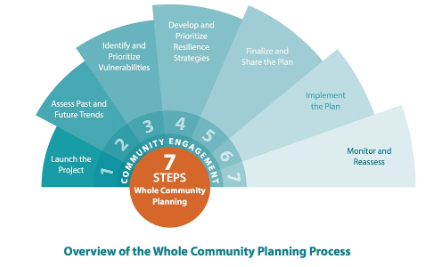 Launch the
Project
Assess Past and
Future Trends
Identify and
Prioritize
Vulnerabilities
Develop and
Prioritize
Resilience
Strategies
Finalize and
Share the Plan
Implement
the Plan
Monitor and
Reassess
1
2
3
4
5
6
7
COMMUNITY ENGAGEMENT
7
STEPS
Whole Community
Planning
Overview of the Whole Community Planning Process